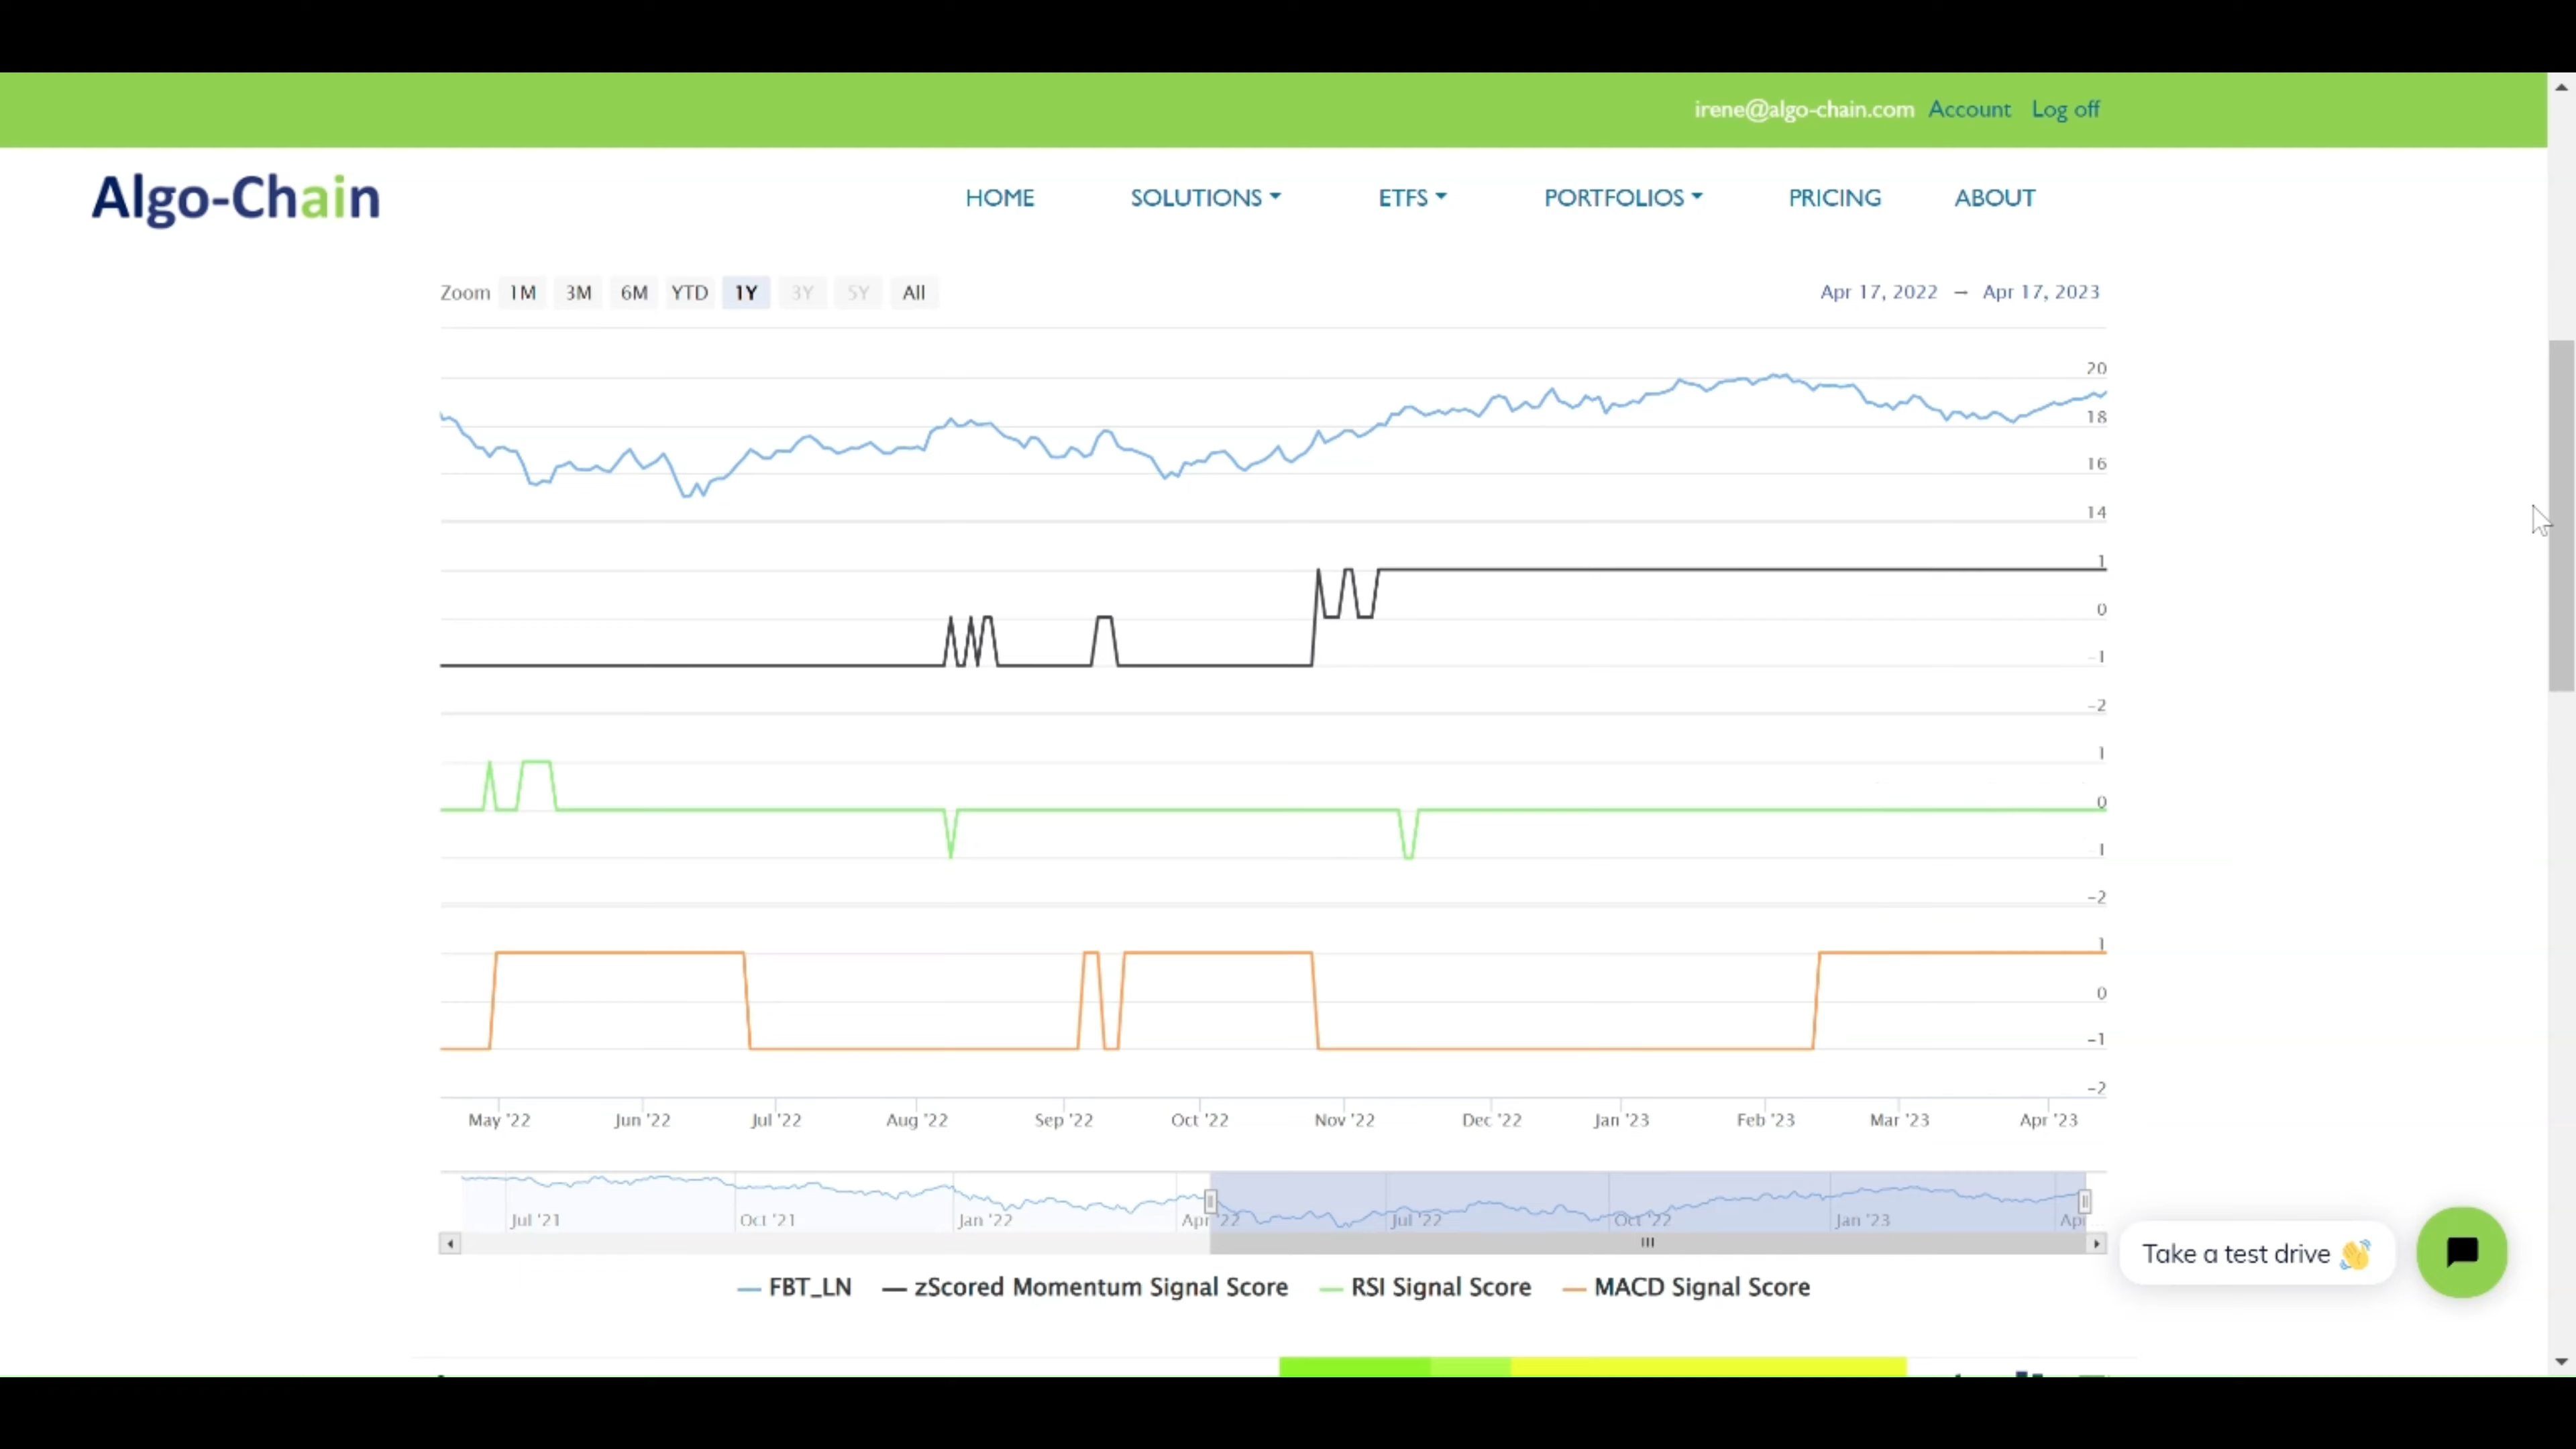 irene@algo-chain.com Account Log off
Algo-Chain
HOME SOLUTIONS ETFS PORTFOLIOS PRICING ABOUT
Zoom 1M 3M 6M YTD 1Y 3Y 5Y All Apr 17, 2022 → Apr 17, 2023
20
18
16
14
1
0
-1
-2
1
0
-1
-2
1
0
-1
-2
May '22 Jun '22 Jul '22 Aug '22 Sep '22 Oct '22 Nov '22 Dec '22 Jan '23 Feb '23 Mar '23 Apr '23
Jul '21 Oct '21 Jan '22 Apr '22 Jul '22 Oct '22 Jan '23 Ap
Take a test drive 👋
FBT_LN zScored Momentum Signal Score RSI Signal Score MACD Signal Score